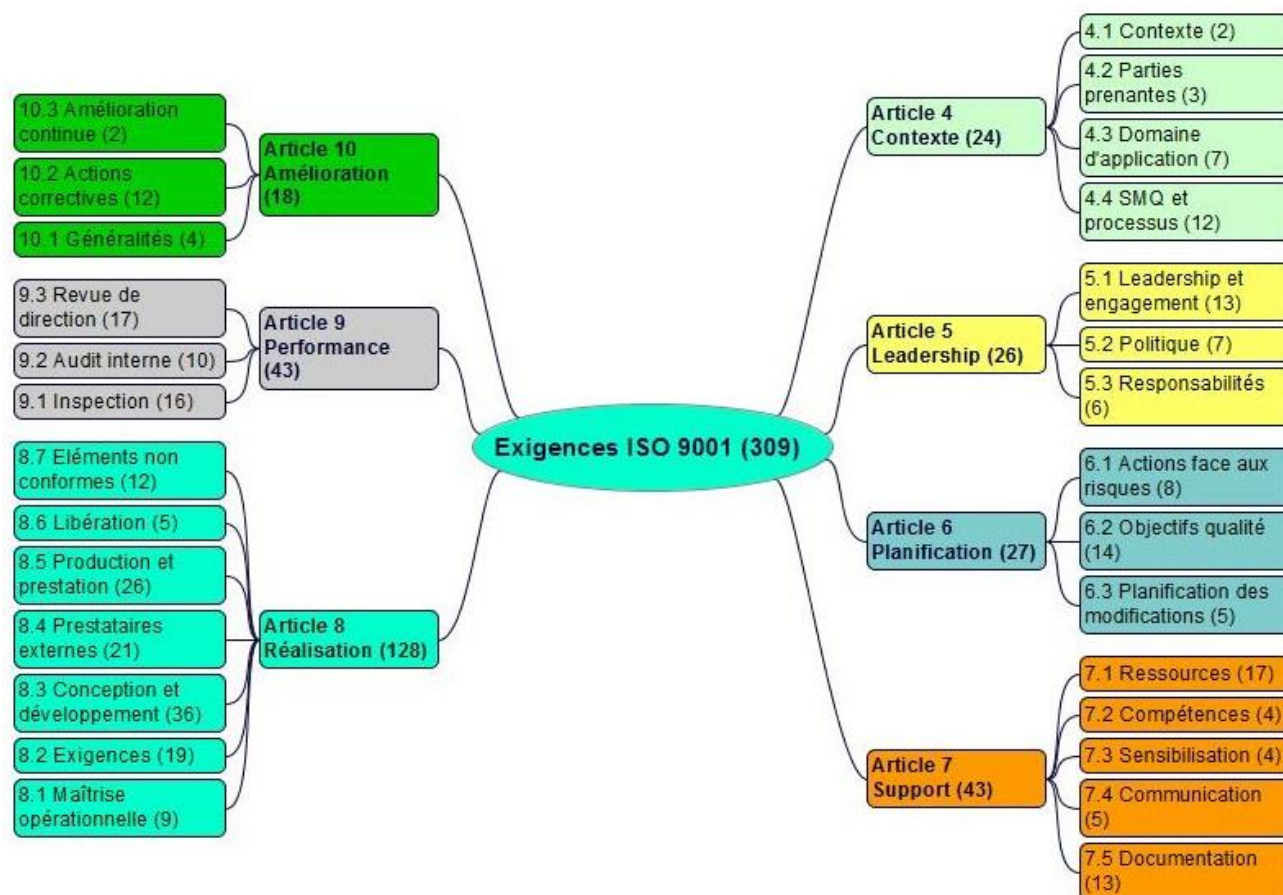 Exigences ISO 9001 (309)
Article 4
Contexte (24)
4.1 Contexte (2)
4.2 Parties
prenantes (3)
4.3 Domaine
d'application (7)
4.4 SMQ et
processus (12)
Article 5
Leadership (26)
5.1 Leadership et
engagement (13)
5.2 Politique (7)
5.3 Responsabilités
(6)
Article 6
Planification (27)
6.1 Actions face aux
risques (8)
6.2 Objectifs qualité
(14)
6.3 Planification des
modifications (5)
Article 7
Support (43)
7.1 Ressources (17)
7.2 Compétences (4)
7.3 Sensibilisation (4)
7.4 Communication
(5)
7.5 Documentation
(13)
Article 10
Amélioration
(18)
10.3 Amélioration
continue (2)
10.2 Actions
correctives (12)
10.1 Généralités (4)
Article 9
Performance
(43)
9.3 Revue de
direction (17)
9.2 Audit interne (10)
9.1 Inspection (16)
Article 8
Réalisation (128)
8.7 Eléments non
conformes (12)
8.6 Libération (5)
8.5 Production et
prestation (26)
8.4 Prestataires
externes (21)
8.3 Conception et
développement (36)
8.2 Exigences (19)
8.1 Maîtrise
opérationnelle (9)